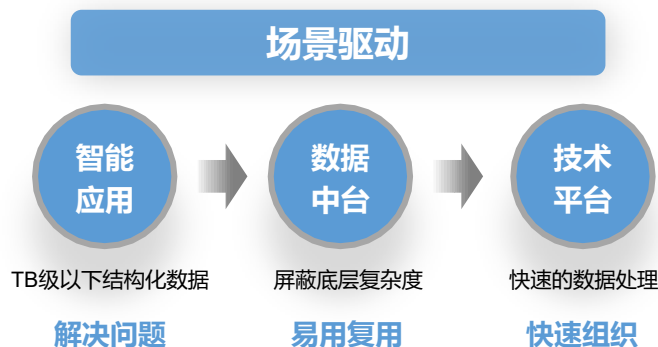 场景驱动
智能
应用
数据
中台
技术
平台
TB级以下结构化数据
屏蔽底层复杂度
快速的数据处理
解决问题
易用复用
快速组织